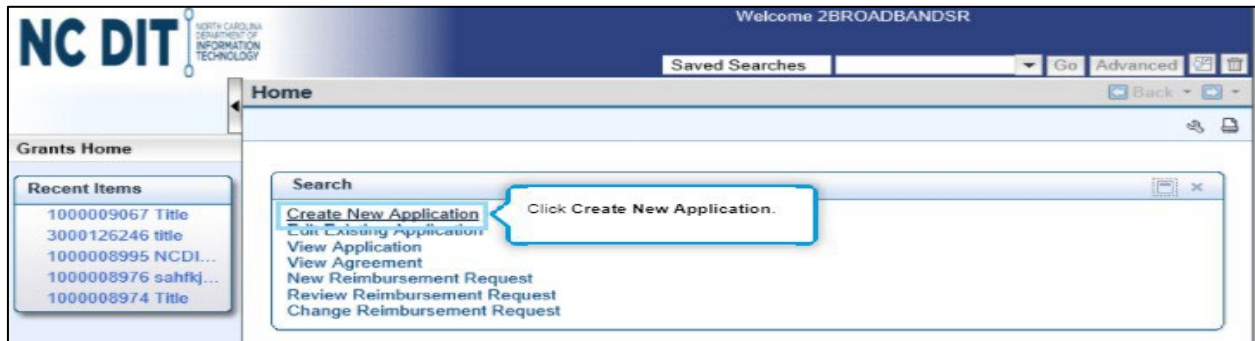 NC DIT
NORTH CAROLINA
DEPARTMENT OF
INFORMATION
TECHNOLOGY
Welcome 2BROADBANDSR
Saved Searches Go Advanced
Home Back
Grants Home
Recent Items
1000009067 Title
3000126246 title
1000008995 NCDI...
1000008976 sahfkj...
1000008974 Title
Search
Create New Application
Click Create New Application.
Edit Existing Application
View Application
View Agreement
New Reimbursement Request
Review Reimbursement Request
Change Reimbursement Request